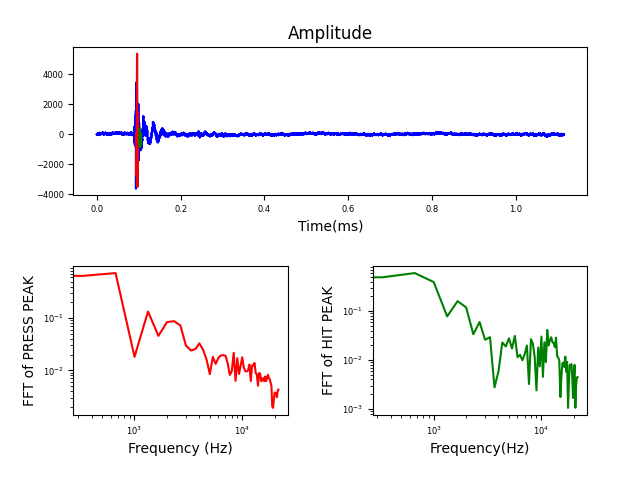 Amplitude
4000
2000
0
−2000
−4000
0.0 0.2 0.4 0.6 0.8 1.0
Time(ms)
FFT of PRESS PEAK
10⁻¹
10⁻²
10³ 10⁴
Frequency (Hz)
FFT of HIT PEAK
10⁻¹
10⁻²
10⁻³
10³ 10⁴
Frequency(Hz)